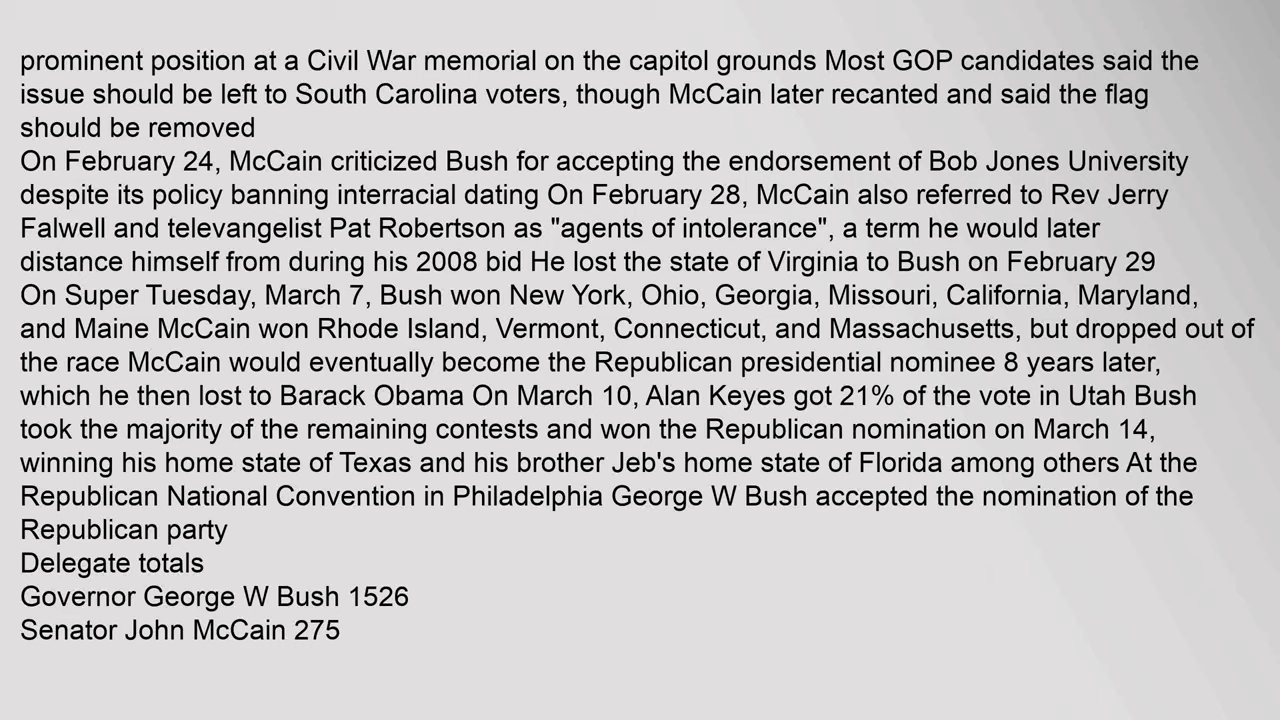 prominent position at a Civil War memorial on the capitol grounds Most GOP candidates said the
issue should be left to South Carolina voters, though McCain later recanted and said the flag
should be removed
On February 24, McCain criticized Bush for accepting the endorsement of Bob Jones University
despite its policy banning interracial dating On February 28, McCain also referred to Rev Jerry
Falwell and televangelist Pat Robertson as "agents of intolerance", a term he would later
distance himself from during his 2008 bid He lost the state of Virginia to Bush on February 29
On Super Tuesday, March 7, Bush won New York, Ohio, Georgia, Missouri, California, Maryland,
and Maine McCain won Rhode Island, Vermont, Connecticut, and Massachusetts, but dropped out of
the race McCain would eventually become the Republican presidential nominee 8 years later,
which he then lost to Barack Obama On March 10, Alan Keyes got 21% of the vote in Utah Bush
took the majority of the remaining contests and won the Republican nomination on March 14,
winning his home state of Texas and his brother Jeb's home state of Florida among others At the
Republican National Convention in Philadelphia George W Bush accepted the nomination of the
Republican party
Delegate totals
Governor George W Bush 1526
Senator John McCain 275